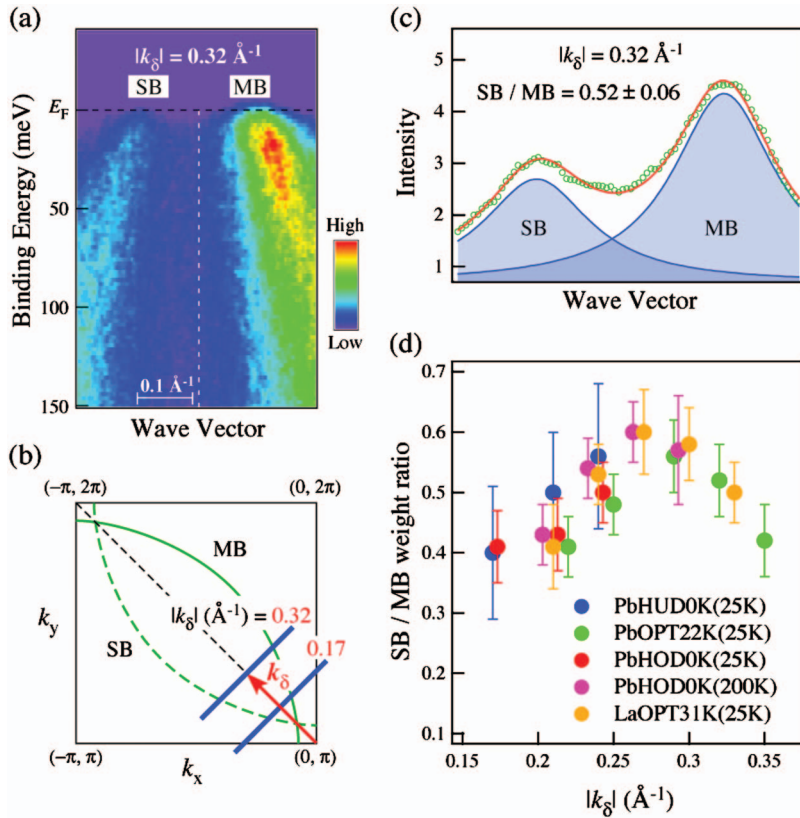 (a)
|kδ| = 0.32 Å⁻¹
SB MB
EF
50
100
150
Binding Energy (meV)
0.1 Å⁻¹
Wave Vector
High
Low
(b)
(−π, 2π) (0, 2π)
MB
|kδ| (Å⁻¹) = 0.32
0.17
SB
kδ
ky
(−π, π) (0, π)
kx
(c)
|kδ| = 0.32 Å⁻¹
SB / MB = 0.52 ± 0.06
5
4
3
2
1
Intensity
SB MB
Wave Vector
(d)
0.7
0.6
0.5
0.4
0.3
0.2
0.1
SB / MB weight ratio
PbHUD0K(25K)
PbOPT22K(25K)
PbHOD0K(25K)
PbHOD0K(200K)
LaOPT31K(25K)
0.15 0.2 0.25 0.3 0.35
|kδ| (Å⁻¹)